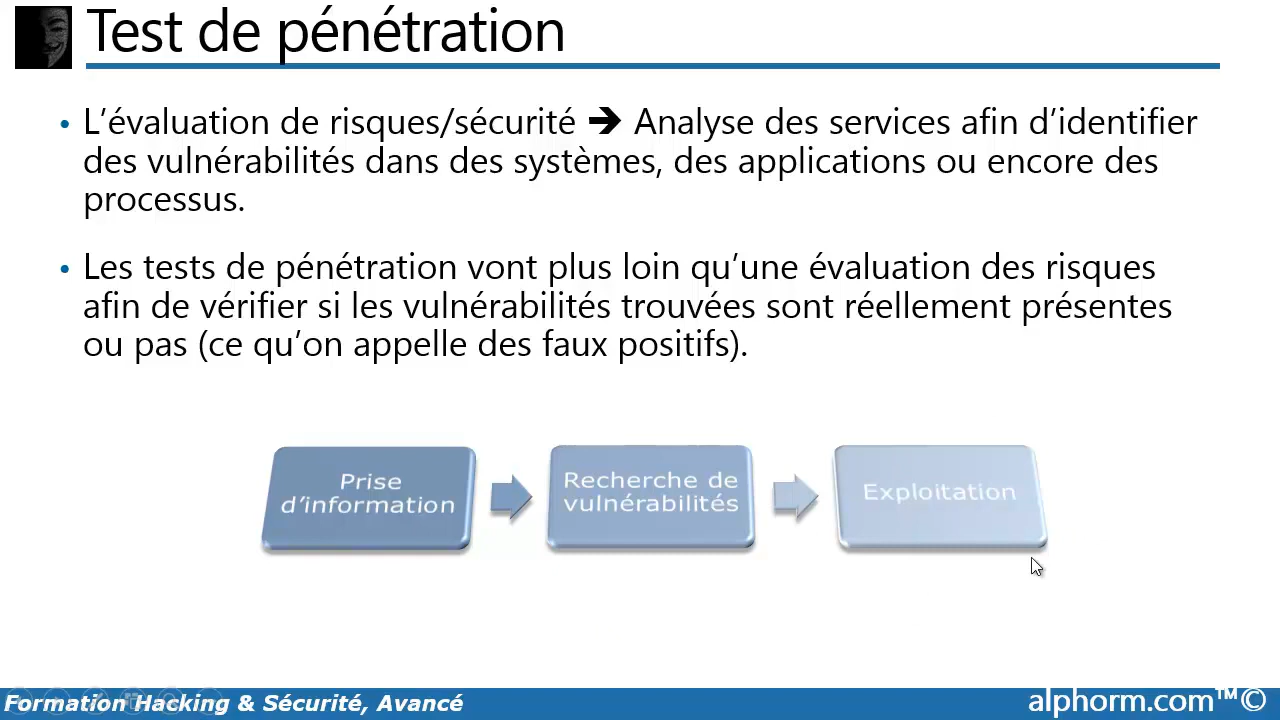 Test de pénétration
• L’évaluation de risques/sécurité ➔ Analyse des services afin d’identifier
des vulnérabilités dans des systèmes, des applications ou encore des
processus.
• Les tests de pénétration vont plus loin qu’une évaluation des risques
afin de vérifier si les vulnérabilités trouvées sont réellement présentes
ou pas (ce qu’on appelle des faux positifs).
Prise
d’information
Recherche de
vulnérabilités
Exploitation
Formation Hacking & Sécurité, Avancé
alphorm.com™©